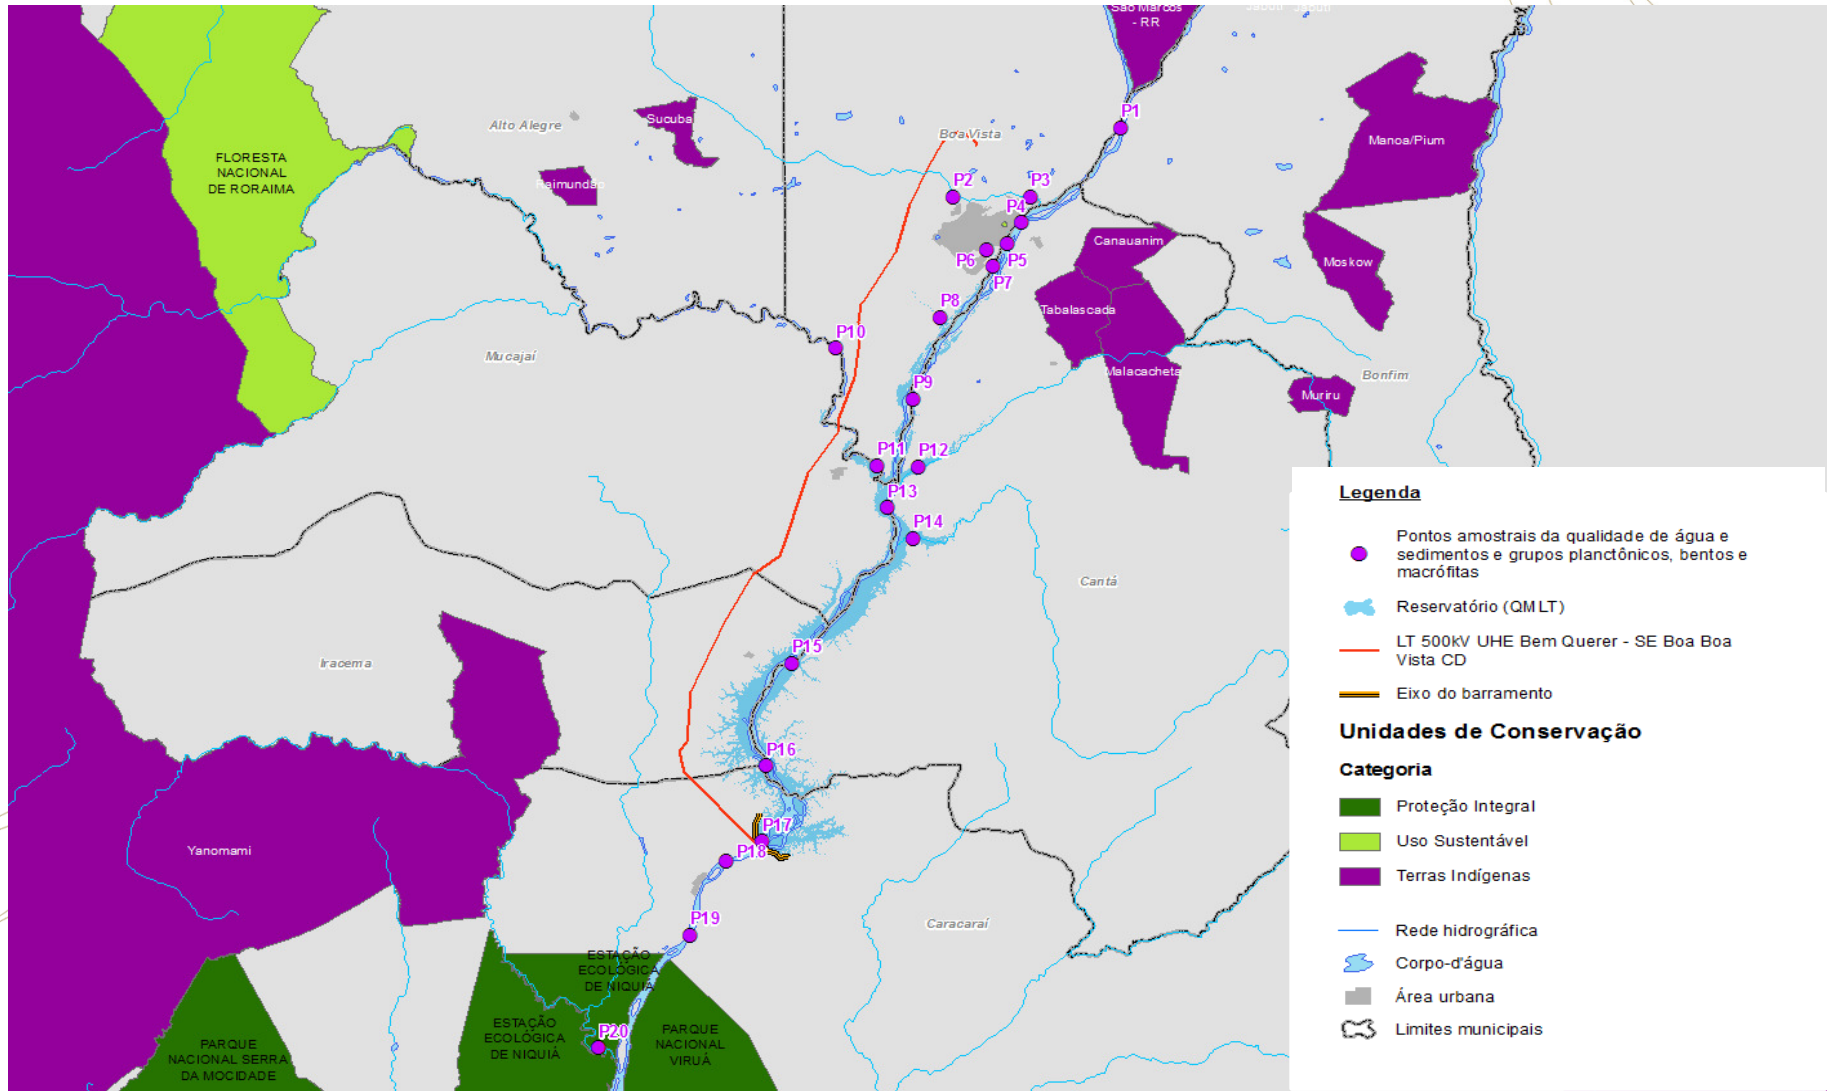 São Marcos
- RR
P1
Manoa/Pium
Alto Alegre
Sucuba
Boa Vista
FLORESTA
NACIONAL
DE RORAIMA
Raimundão
P2
P3
P4
Canauanim
P5
P6
P7
Moskow
P8
Tabalascada
P10
Mucajaí
Malacacheta
Bonfim
P9
Muriru
P11
P12
P13
P14
Cantá
P15
Iracema
P16
P17
P18
Yanomami
P19
Caracaraí
ESTAÇÃO
ECOLÓGICA
DE NIQUIA
ESTAÇÃO
ECOLÓGICA
DE NIQUIÁ
P20
PARQUE
NACIONAL
VIRUÁ
PARQUE
NACIONAL SERRA
DA MOCIDADE
Legenda
Pontos amostrais da qualidade de água e
sedimentos e grupos planctônicos, bentos e
macrófitas
Reservatório (QMLT)
LT 500kV UHE Bem Querer - SE Boa Boa
Vista CD
Eixo do barramento
Unidades de Conservação
Categoria
Proteção Integral
Uso Sustentável
Terras Indígenas
Rede hidrográfica
Corpo-d'água
Área urbana
Limites municipais